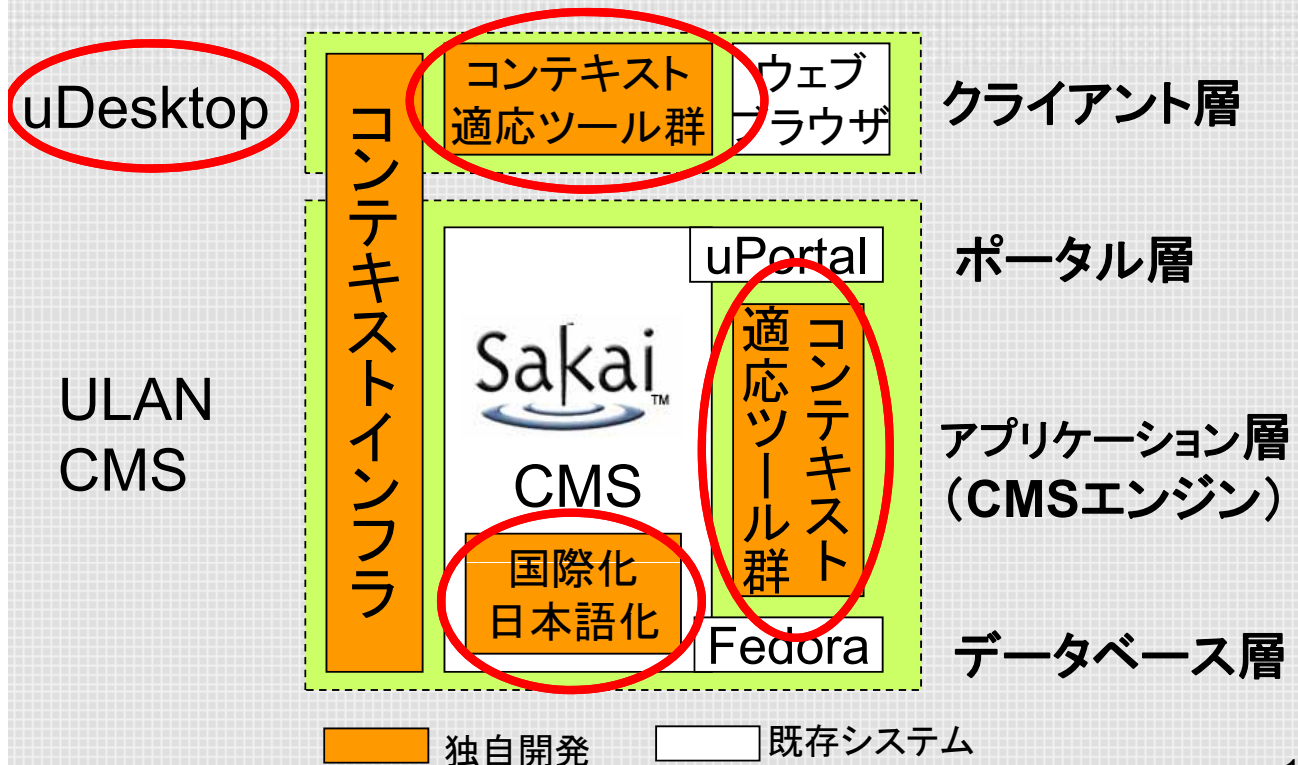 uDesktop
コンテキスト
適応ツール群
ウェブ
ブラウザ
クライアント層
コンテキストインフラ
uPortal
ポータル層
Sakai
TM
CMS
コンテキスト
適応ツール群
ULAN
CMS
アプリケーション層
（CMSエンジン）
国際化
日本語化
Fedora
データベース層
独自開発
既存システム